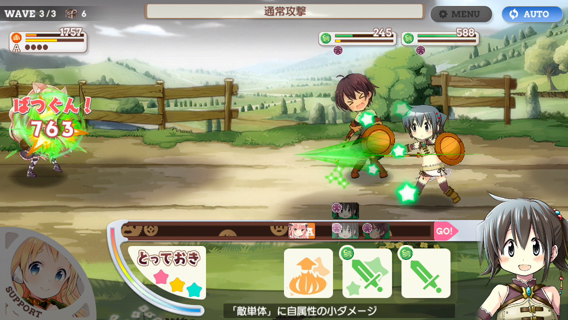 WAVE 3/3 6
通常攻撃
MENU
AUTO
1757
A
245
588
ばつぐん!
763
A
GO!
とっておき
SUPPORT
「敵単体」に自属性の小ダメージ